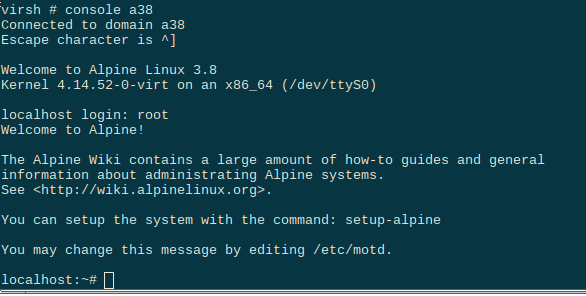 virsh # console a38
Connected to domain a38
Escape character is ^]
Welcome to Alpine Linux 3.8
Kernel 4.14.52-0-virt on an x86_64 (/dev/ttyS0)
localhost login: root
Welcome to Alpine!
The Alpine Wiki contains a large amount of how-to guides and general
information about administrating Alpine systems.
See <http://wiki.alpinelinux.org>.
You can setup the system with the command: setup-alpine
You may change this message by editing /etc/motd.
localhost:~#